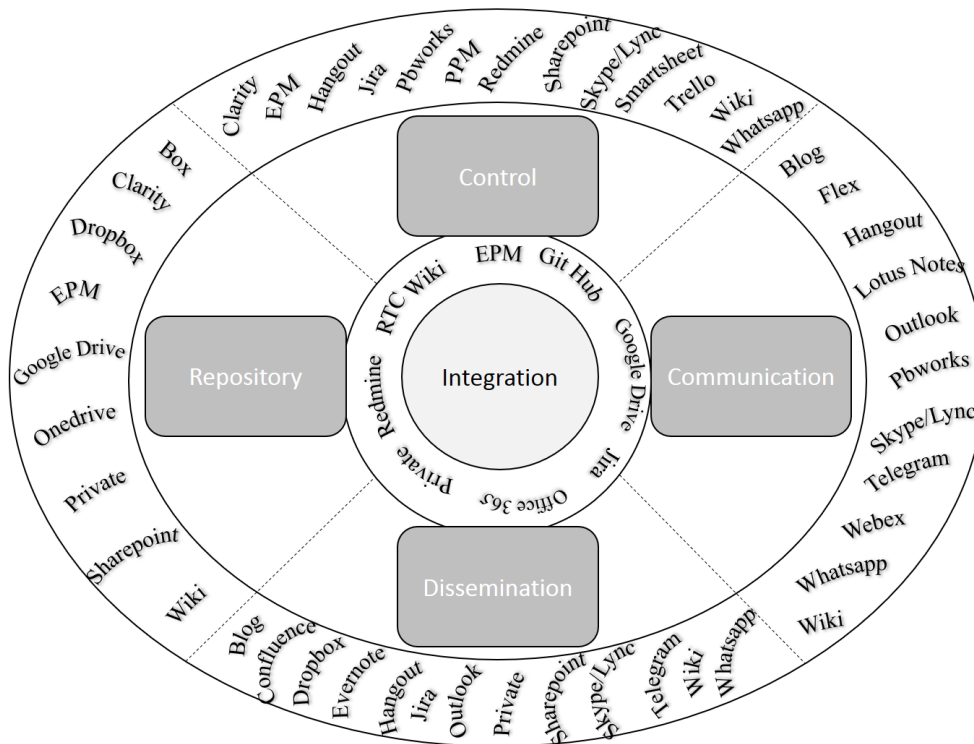 Clarity
EPM
Hangout
Jira
Pbworks
PPM
Redmine
Sharepoint
Skype/Lync
Smartsheet
Trello
Wiki
Whatsapp
Blog
Flex
Hangout
Lotus Notes
Outlook
Pbworks
Skype/Lync
Telegram
Webex
Whatsapp
Wiki
Blog
Confluence
Dropbox
Evernote
Hangout
Jira
Outlook
Private
Sharepoint
Skype/Lync
Telegram
Wiki
Whatsapp
Box
Clarity
Dropbox
EPM
Google Drive
Onedrive
Private
Sharepoint
Wiki
Control
Repository
Communication
Dissemination
RTC
Wiki
EPM
Git Hub
Google Drive
Jira
Office 365
Private
Redmine
Integration